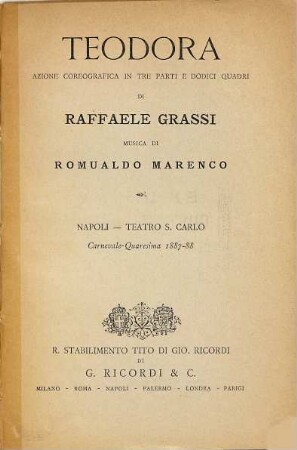 TEODORA
AZIONE COREOGRAFICA IN TRE PARTI E DODICI QUADRI
DI
RAFFAELE GRASSI
MUSICA DI
ROMUALDO MARENCO
NAPOLI — TEATRO S. CARLO
Carnevale-Quaresima 1887-88
R. STABILIMENTO TITO DI GIO. RICORDI
DI
G. RICORDI & C.
MILANO - ROMA - NAPOLI - PALERMO - LONDRA - PARIGI